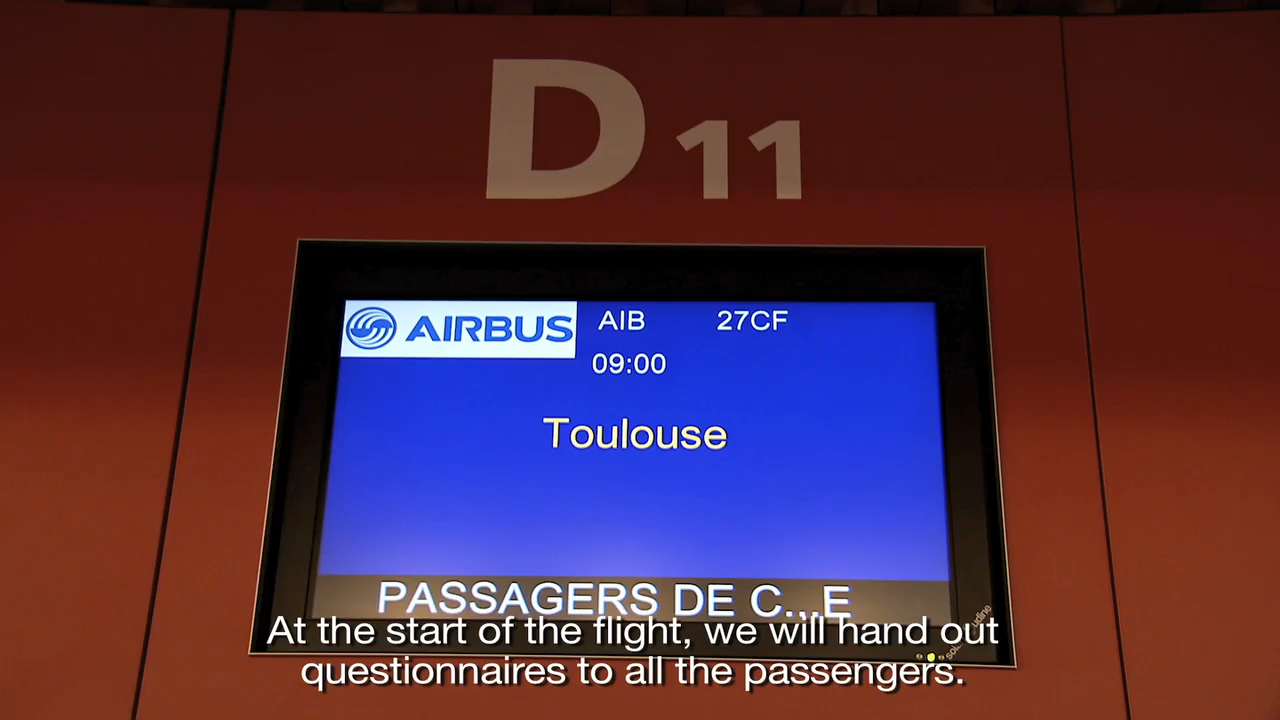 D 11
AIRBUS
AIB 27CF
09:00
Toulouse
PASSAGERS DE C...E
At the start of the flight, we will hand out
questionnaires to all the passengers.